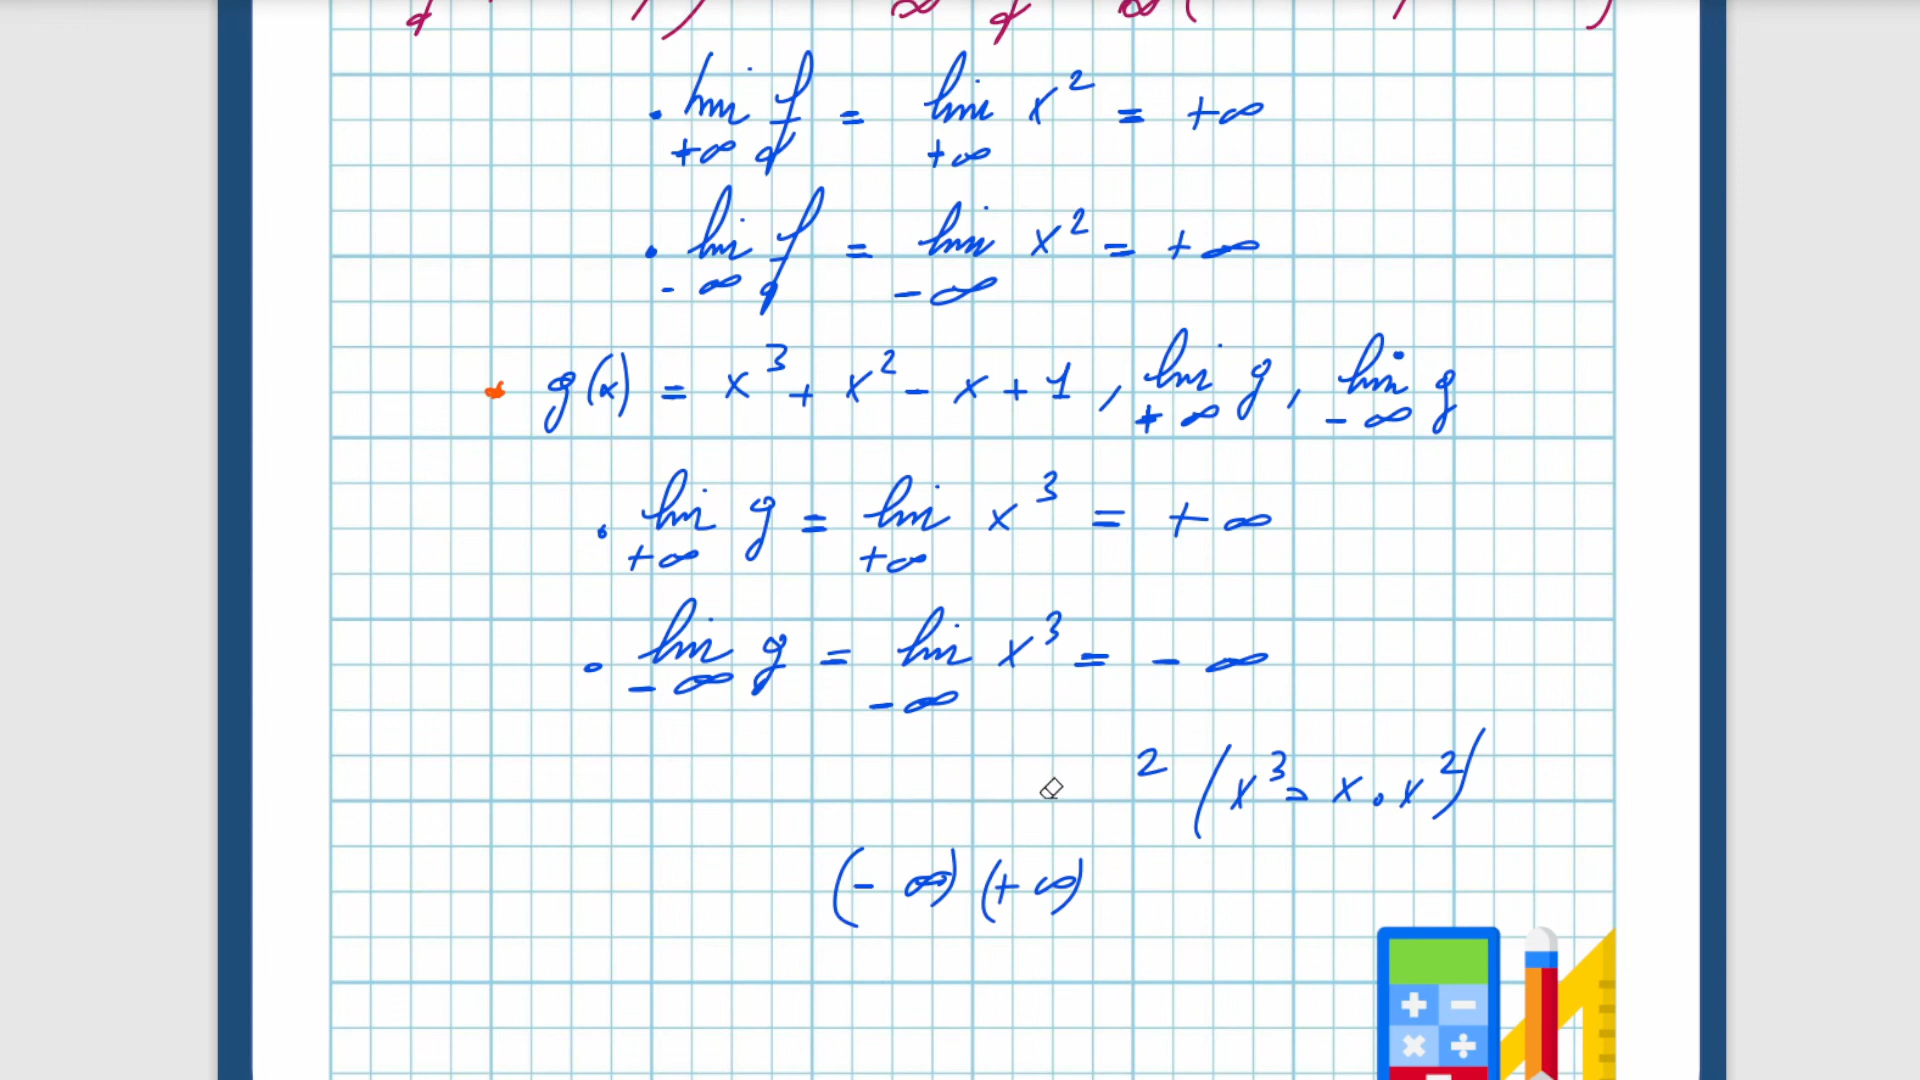 • lim f = lim x² = +∞
+∞ +∞
• lim f = lim x² = +∞
-∞ -∞
* g(x) = x³ + x² - x + 1 , lim g , lim g
+∞ -∞
• lim g = lim x³ = +∞
+∞ +∞
• lim g = lim x³ = -∞
-∞ -∞
2 (x³ = x . x²)
(-∞) (+∞)